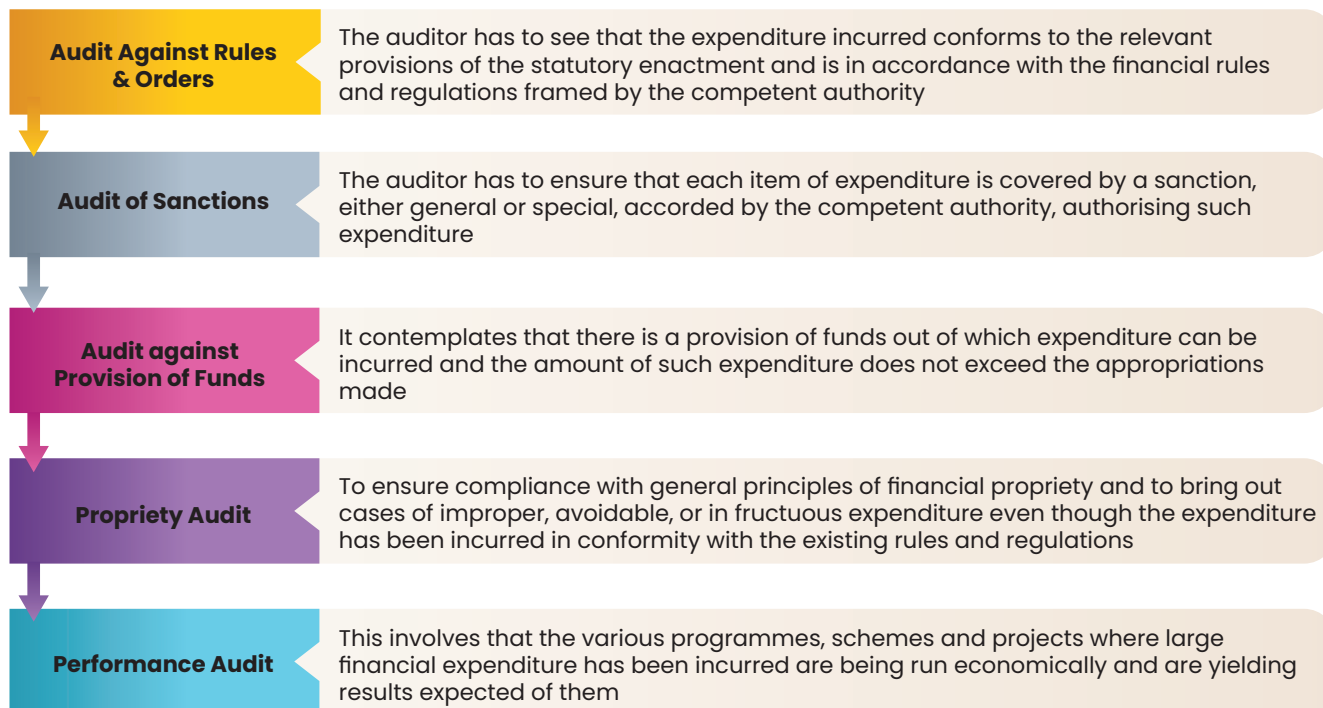 Audit Against Rules
& Orders
The auditor has to see that the expenditure incurred conforms to the relevant
provisions of the statutory enactment and is in accordance with the financial rules
and regulations framed by the competent authority
Audit of Sanctions
The auditor has to ensure that each item of expenditure is covered by a sanction,
either general or special, accorded by the competent authority, authorising such
expenditure
Audit against
Provision of Funds
It contemplates that there is a provision of funds out of which expenditure can be
incurred and the amount of such expenditure does not exceed the appropriations
made
Propriety Audit
To ensure compliance with general principles of financial propriety and to bring out
cases of improper, avoidable, or in fructuous expenditure even though the expenditure
has been incurred in conformity with the existing rules and regulations
Performance Audit
This involves that the various programmes, schemes and projects where large
financial expenditure has been incurred are being run economically and are yielding
results expected of them